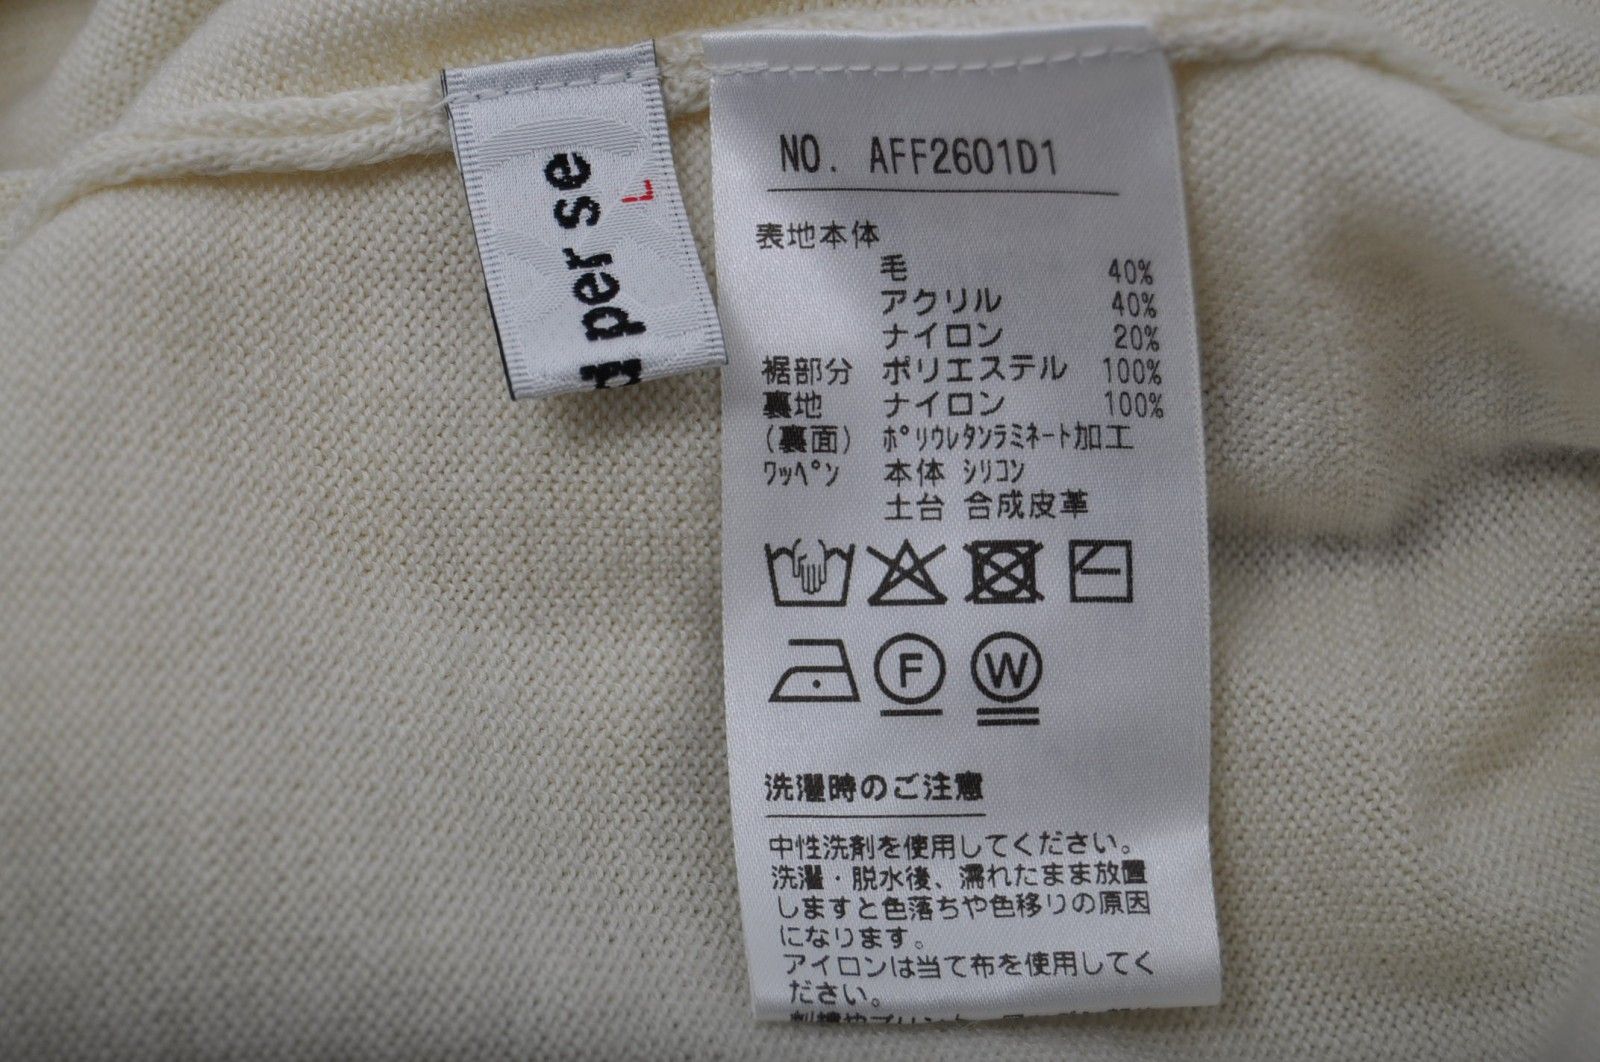 d per se
L
NO. AFF2601D1
表地本体
毛 40%
アクリル 40%
ナイロン 20%
裾部分 ポリエステル 100%
裏地 ナイロン 100%
(裏面) ﾎﾟﾘｳﾚﾀﾝﾗﾐﾈｰﾄ加工
ﾜｯﾍﾟﾝ 本体 ｼﾘｺﾝ
土台 合成皮革
F W
洗濯時のご注意
中性洗剤を使用してください。
洗濯・脱水後、濡れたまま放置
しますと色落ちや色移りの原因
になります。
アイロンは当て布を使用してく
ださい。